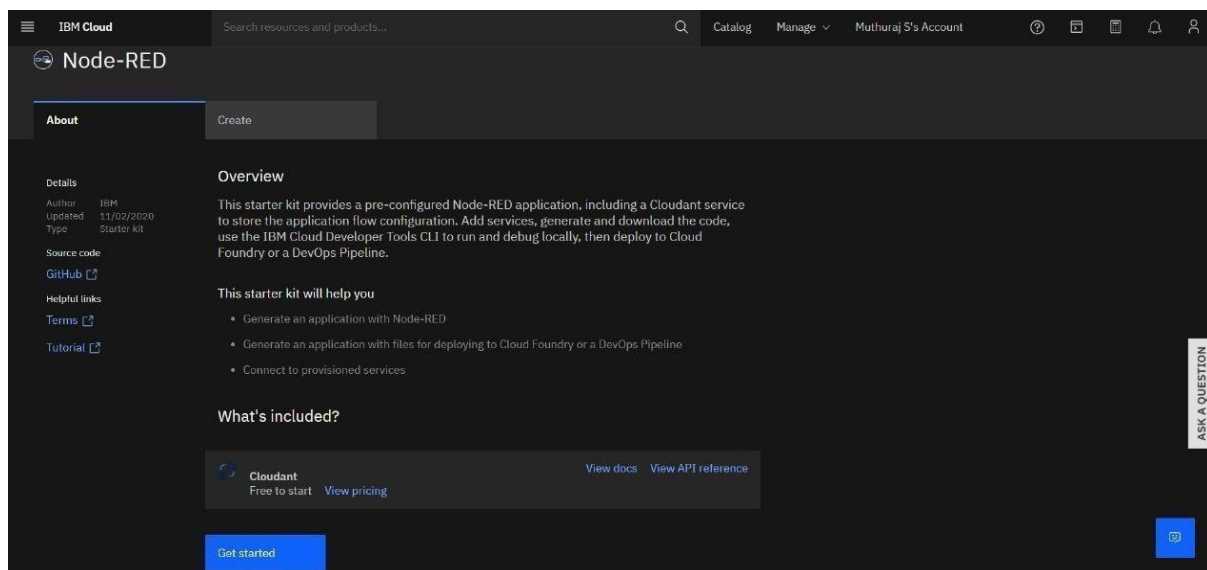 IBM Cloud
Search resources and products...
Catalog
Manage
Muthuraj S's Account
Node-RED
About
Create
Details
Author IBM
Updated 11/02/2020
Type Starter kit
Source code
GitHub
Helpful links
Terms
Tutorial
Overview
This starter kit provides a pre-configured Node-RED application, including a Cloudant service
to store the application flow configuration. Add services, generate and download the code,
use the IBM Cloud Developer Tools CLI to run and debug locally, then deploy to Cloud
Foundry or a DevOps Pipeline.
This starter kit will help you
• Generate an application with Node-RED
• Generate an application with files for deploying to Cloud Foundry or a DevOps Pipeline
• Connect to provisioned services
What's included?
Cloudant
Free to start View pricing
View docs View API reference
Get started
ASK A QUESTION